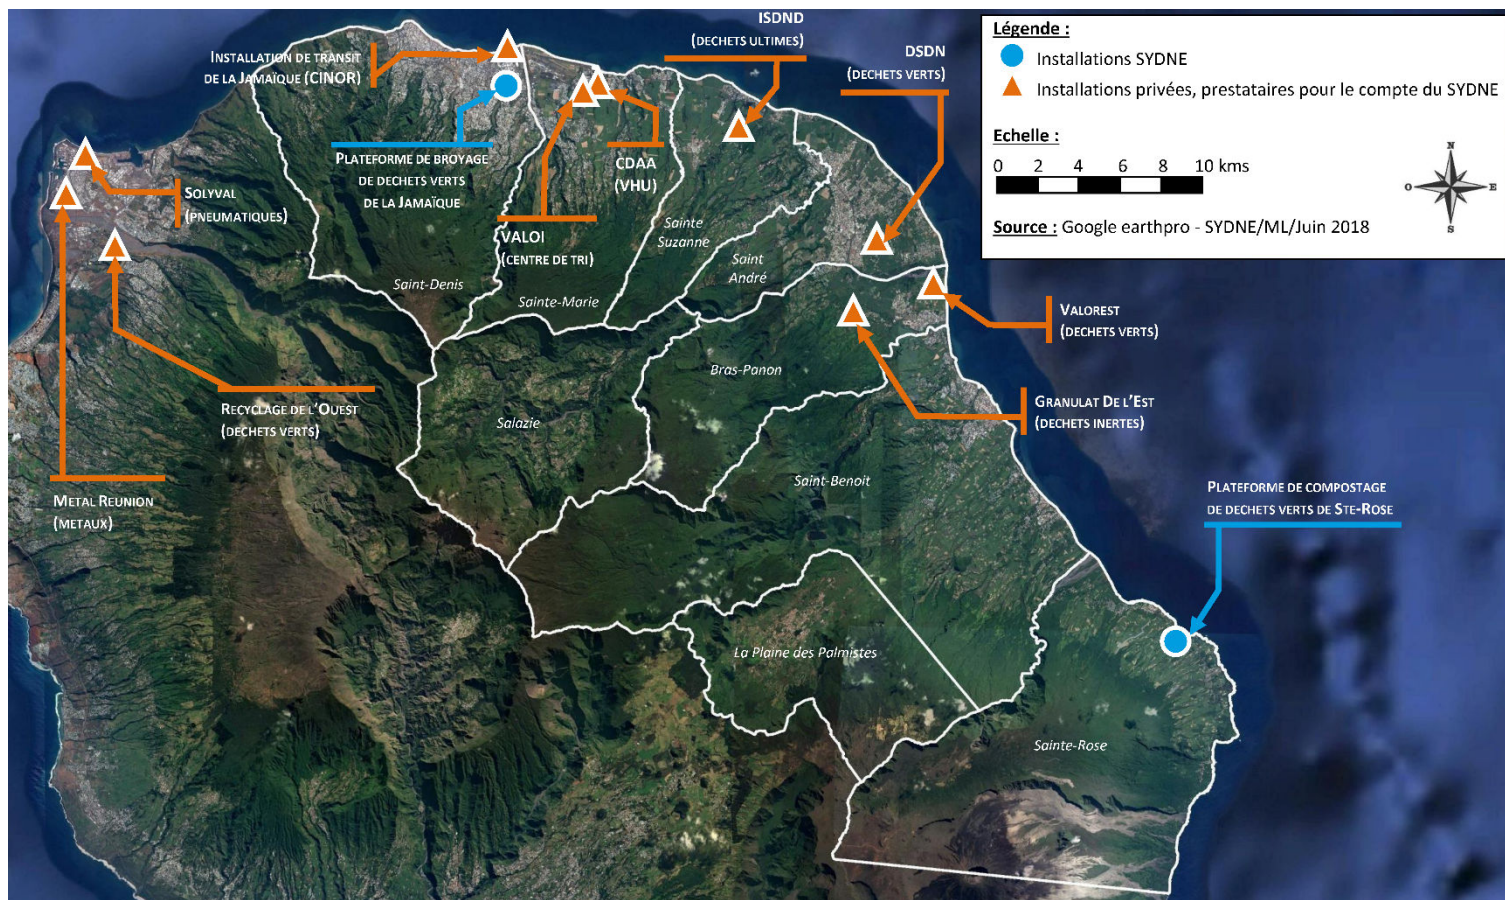 INSTALLATION DE TRANSIT
DE LA JAMAÏQUE (CINOR)
ISDND
(DECHETS ULTIMES)
DSDN
(DECHETS VERTS)
Légende :
Installations SYDNE
Installations privées, prestataires pour le compte du SYDNE
Echelle :
0 2 4 6 8 10 kms
N
O
E
S
Source : Google earthpro - SYDNE/ML/Juin 2018
PLATEFORME DE BROYAGE
DE DECHETS VERTS
DE LA JAMAÏQUE
CDAA
(VHU)
SOLYVAL
(PNEUMATIQUES)
VALOI
(CENTRE DE TRI)
Sainte
Suzanne
Saint
André
Saint-Denis
Sainte-Marie
VALOREST
(DECHETS VERTS)
Bras-Panon
GRANULAT DE L'EST
(DECHETS INERTES)
RECYCLAGE DE L'OUEST
(DECHETS VERTS)
Salazie
Saint-Benoit
METAL REUNION
(METAUX)
PLATEFORME DE COMPOSTAGE
DE DECHETS VERTS DE STE-ROSE
La Plaine des Palmistes
Sainte-Rose